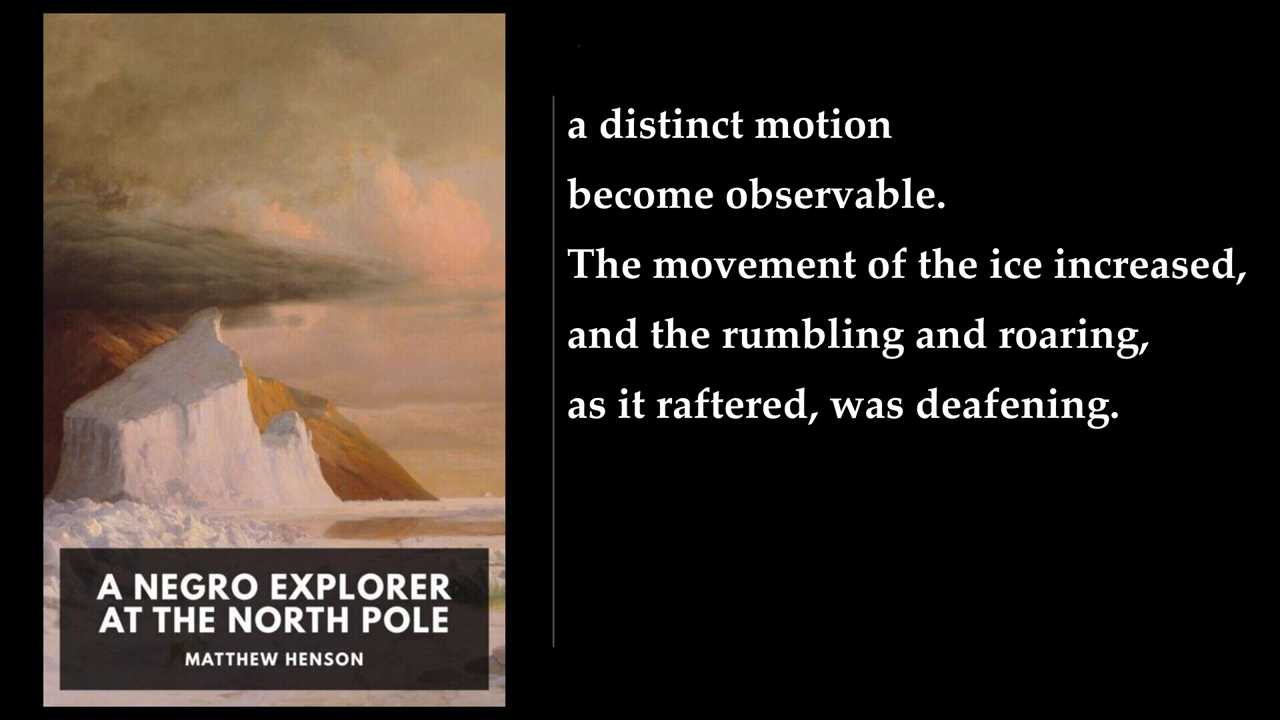 a distinct motion
become observable.
The movement of the ice increased,
and the rumbling and roaring,
as it raftered, was deafening.
A NEGRO EXPLORER
AT THE NORTH POLE
MATTHEW HENSON